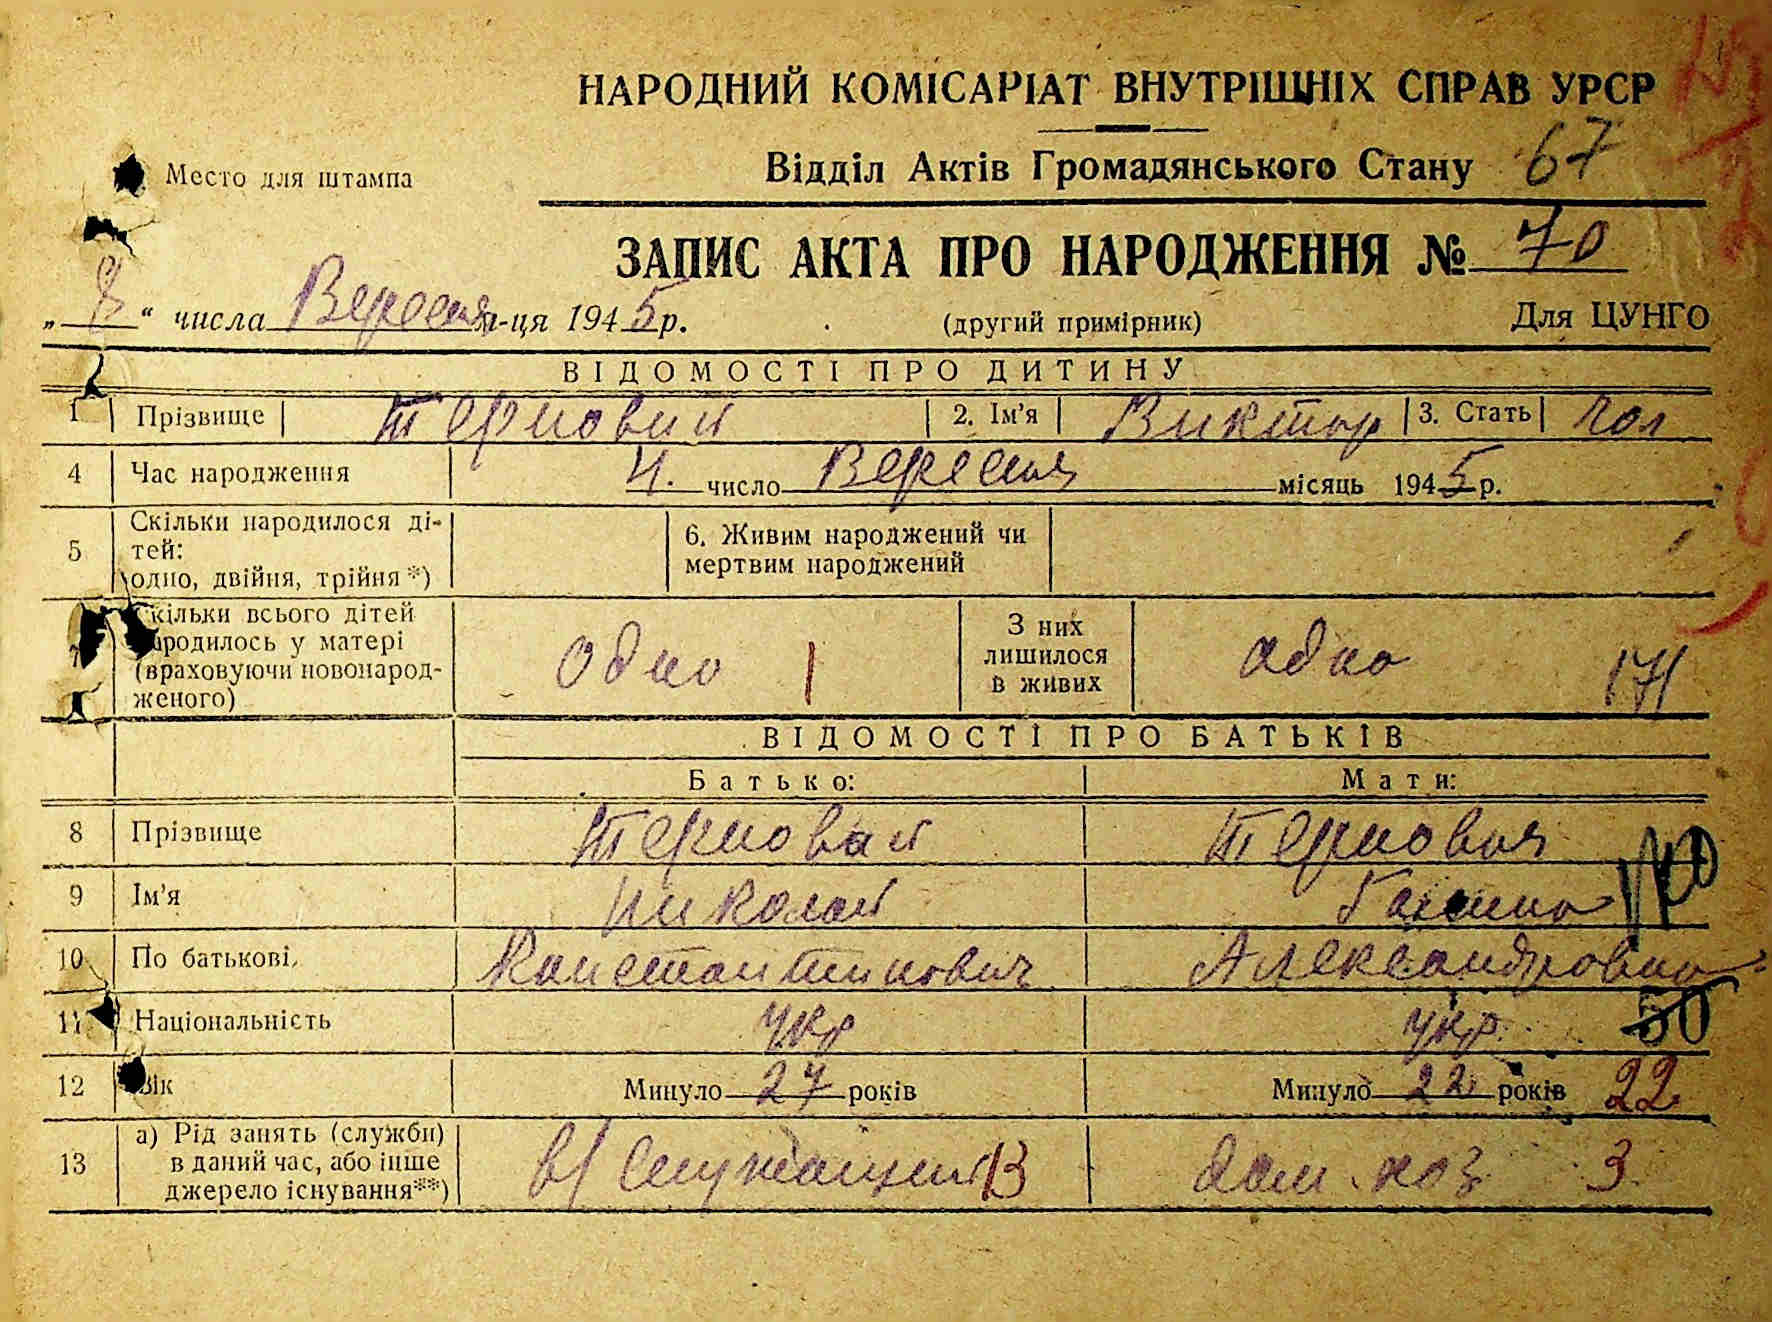 НАРОДНИЙ КОМІСАРІАТ ВНУТРІШНІХ СПРАВ УРСР
Место для штампа
Відділ Актів Громадянського Стану 67
ЗАПИС АКТА ПРО НАРОДЖЕННЯ № 70
„8“ числа Вересня м-ця 1945 р. (другий примірник) Для ЦУНГО
ВІДОМОСТІ ПРО ДИТИНУ
1 Прізвище Терновий 2. Ім’я Виктор 3. Стать чол
4 Час народження 4. число Вересня місяць 1945 р.
5 Скільки народилося ді-
тей:
одно, двійня, трійня*)
6. Живим народжений чи
мертвим народжений
7 Скільки всього дітей
народилось у матері
(враховуючи новонарод-
женого)
одно 1
З них
лишилося
в живих
одно 171
ВІДОМОСТІ ПРО БАТЬКІВ
Батько: Мати:
8 Прізвище Терновой Терновая
9 Ім’я Николай Галина
10 По батькові Константинович Александровна
11 Національність укр укр 50
12 Вік Минуло 27 років Минуло 22 років 22
13 а) Рід занять (служби)
в даний час, або інше
джерело існування**)
в/служащий 13 дом. хоз 3